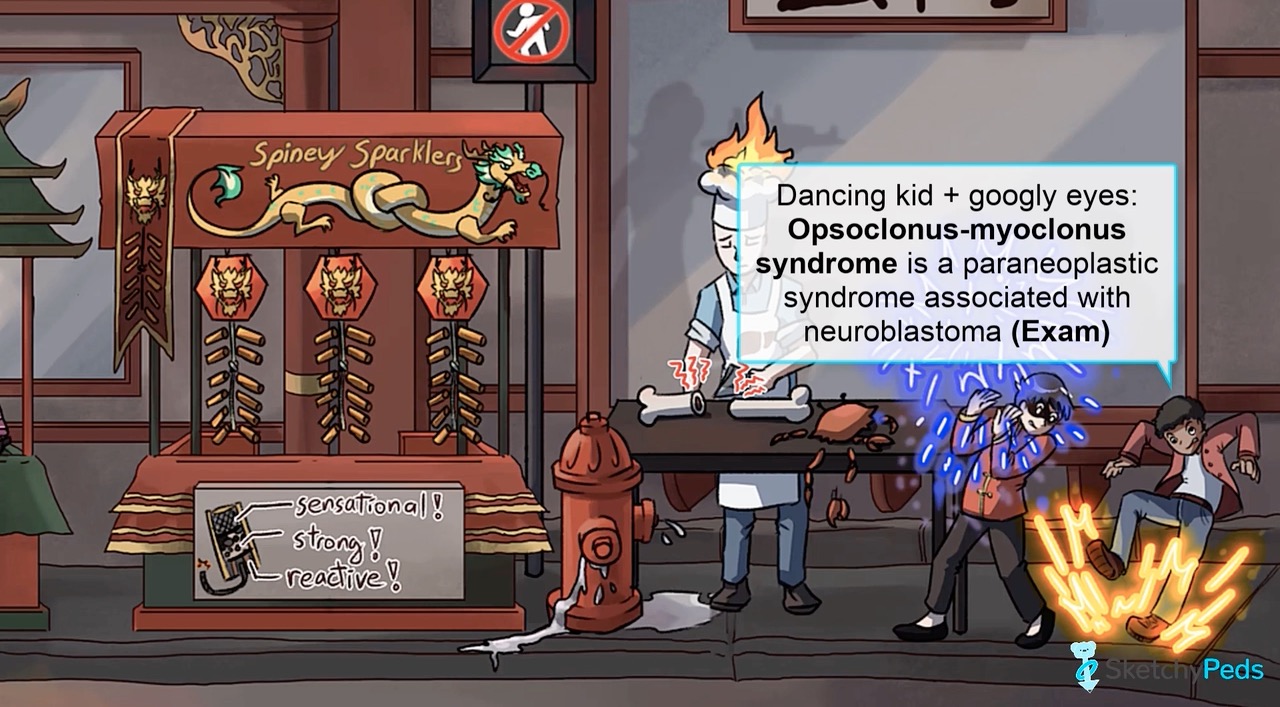 Spiney Sparklers
Dancing kid + googly eyes:
Opsoclonus-myoclonus
syndrome is a paraneoplastic
syndrome associated with
neuroblastoma (Exam)
sensational!
strong!
reactive!
SketchyPeds